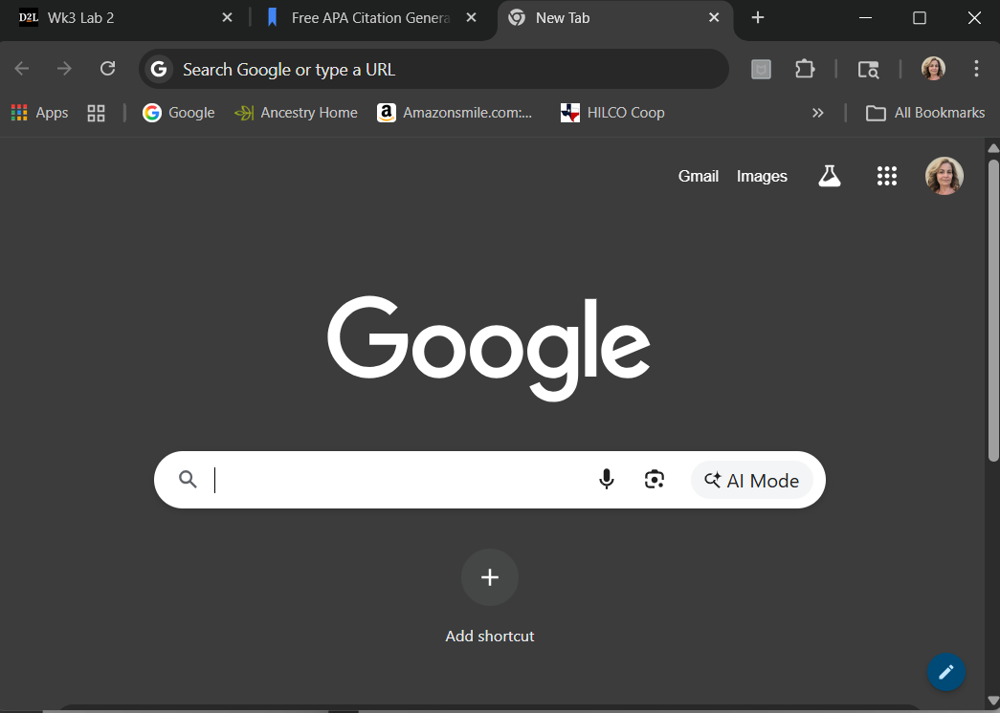 D2L Wk3 Lab 2
Free APA Citation Genera
New Tab
G Search Google or type a URL
Apps
Google
Ancestry Home
a Amazonsmile.com:...
HILCO Coop
All Bookmarks
Gmail Images
Google
AI Mode
Add shortcut